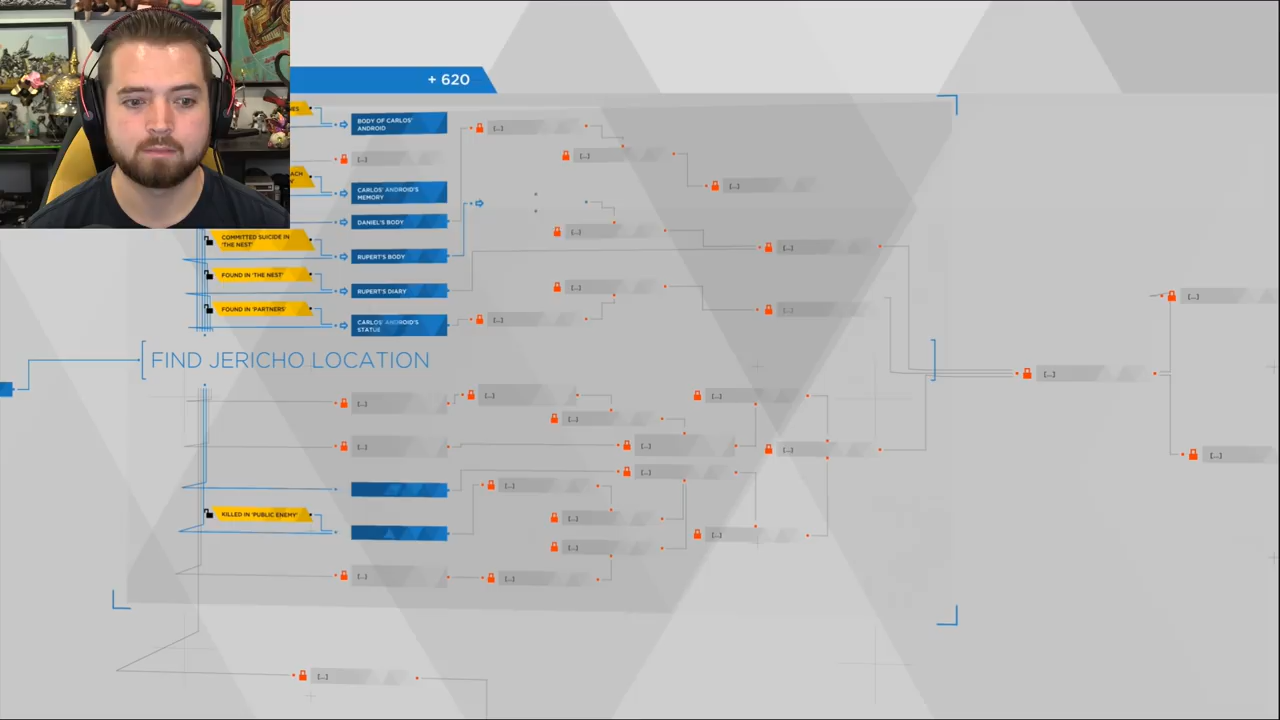 + 620
BODY OF CARLOS'
ANDROID
[...]
[...]
[...]
[...]
CARLOS' ANDROID'S
MEMORY
DANIEL'S BODY
[...]
COMMITTED SUICIDE IN
'THE NEST'
RUPERT'S BODY
[...]
FOUND IN 'THE NEST'
RUPERT'S DIARY
[...]
[...]
FOUND IN 'PARTNERS'
CARLOS' ANDROID'S
STATUE
[...]
[...]
FIND JERICHO LOCATION
[...]
[...]
[...]
[...]
[...]
[...]
[...]
[...]
[...]
[...]
[...]
KILLED IN 'PUBLIC ENEMY'
[...]
[...]
[...]
[...]
[...]
[...]